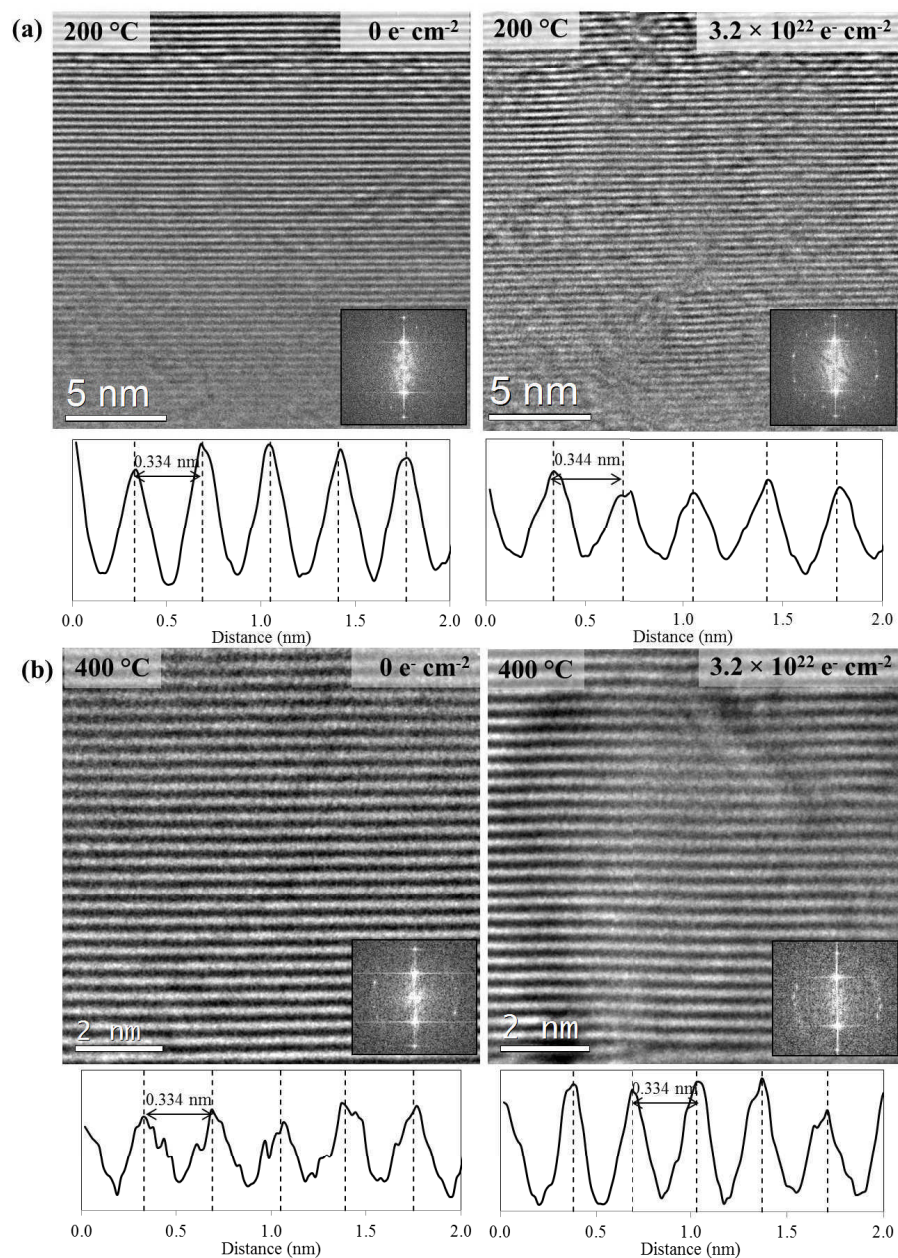 (a)
200 °C 0 e⁻ cm⁻²
200 °C 3.2 × 10²² e⁻ cm⁻²
5 nm
5 nm
0.334 nm
0.344 nm
0.0 0.5 1.0 1.5 2.0
Distance (nm)
0.0 0.5 1.0 1.5 2.0
Distance (nm)
(b)
400 °C 0 e⁻ cm⁻²
400 °C 3.2 × 10²² e⁻ cm⁻²
2 nm
2 nm
0.334 nm
0.334 nm
0.0 0.5 1.0 1.5 2.0
Distance (nm)
0.0 0.5 1.0 1.5 2.0
Distance (nm)